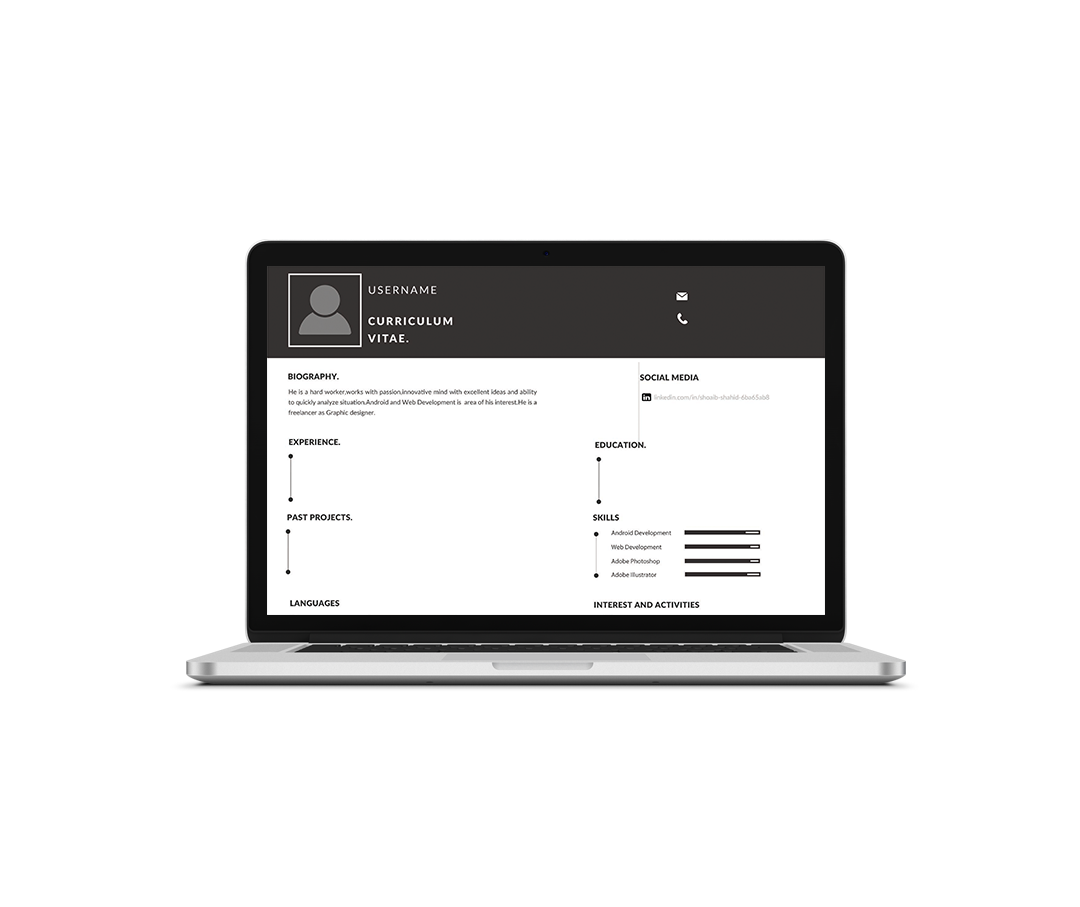 USERNAME
CURRICULUM
VITAE.
BIOGRAPHY.
He is a hard worker,works with passion,innovative mind with excellent ideas and ability
to quickly analyze situation.Android and Web Development is area of his interest.He is a
freelancer as Graphic designer.
SOCIAL MEDIA
in linkedin.com/in/shoaib-shahid-6ba65ab8
EXPERIENCE.
EDUCATION.
PAST PROJECTS.
SKILLS
Android Development
Web Development
Adobe Photoshop
Adobe Illustrator
LANGUAGES
INTEREST AND ACTIVITIES